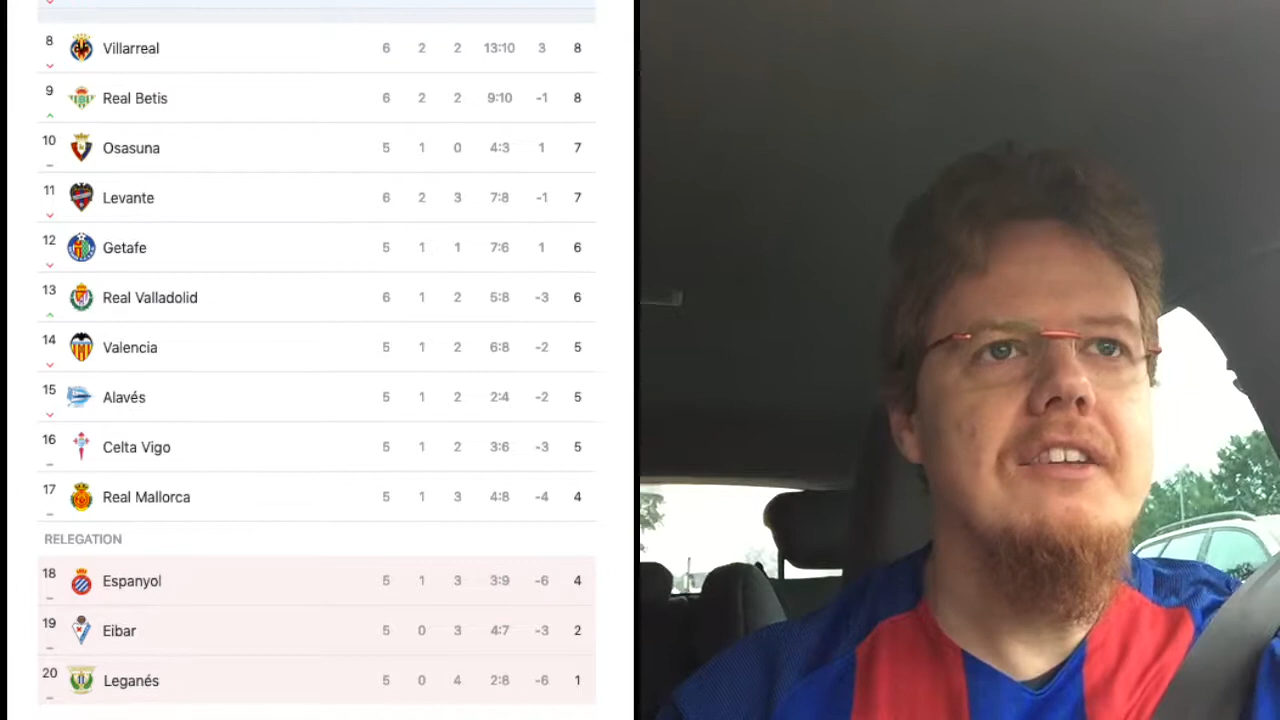 8 Villarreal 6 2 2 13:10 3 8
9 Real Betis 6 2 2 9:10 -1 8
10 Osasuna 5 1 0 4:3 1 7
11 Levante 6 2 3 7:8 -1 7
12 Getafe 5 1 1 7:6 1 6
13 Real Valladolid 6 1 2 5:8 -3 6
14 Valencia 5 1 2 6:8 -2 5
15 Alavés 5 1 2 2:4 -2 5
16 Celta Vigo 5 1 2 3:6 -3 5
17 Real Mallorca 5 1 3 4:8 -4 4
RELEGATION
18 Espanyol 5 1 3 3:9 -6 4
19 Eibar 5 0 3 4:7 -3 2
20 Leganés 5 0 4 2:8 -6 1